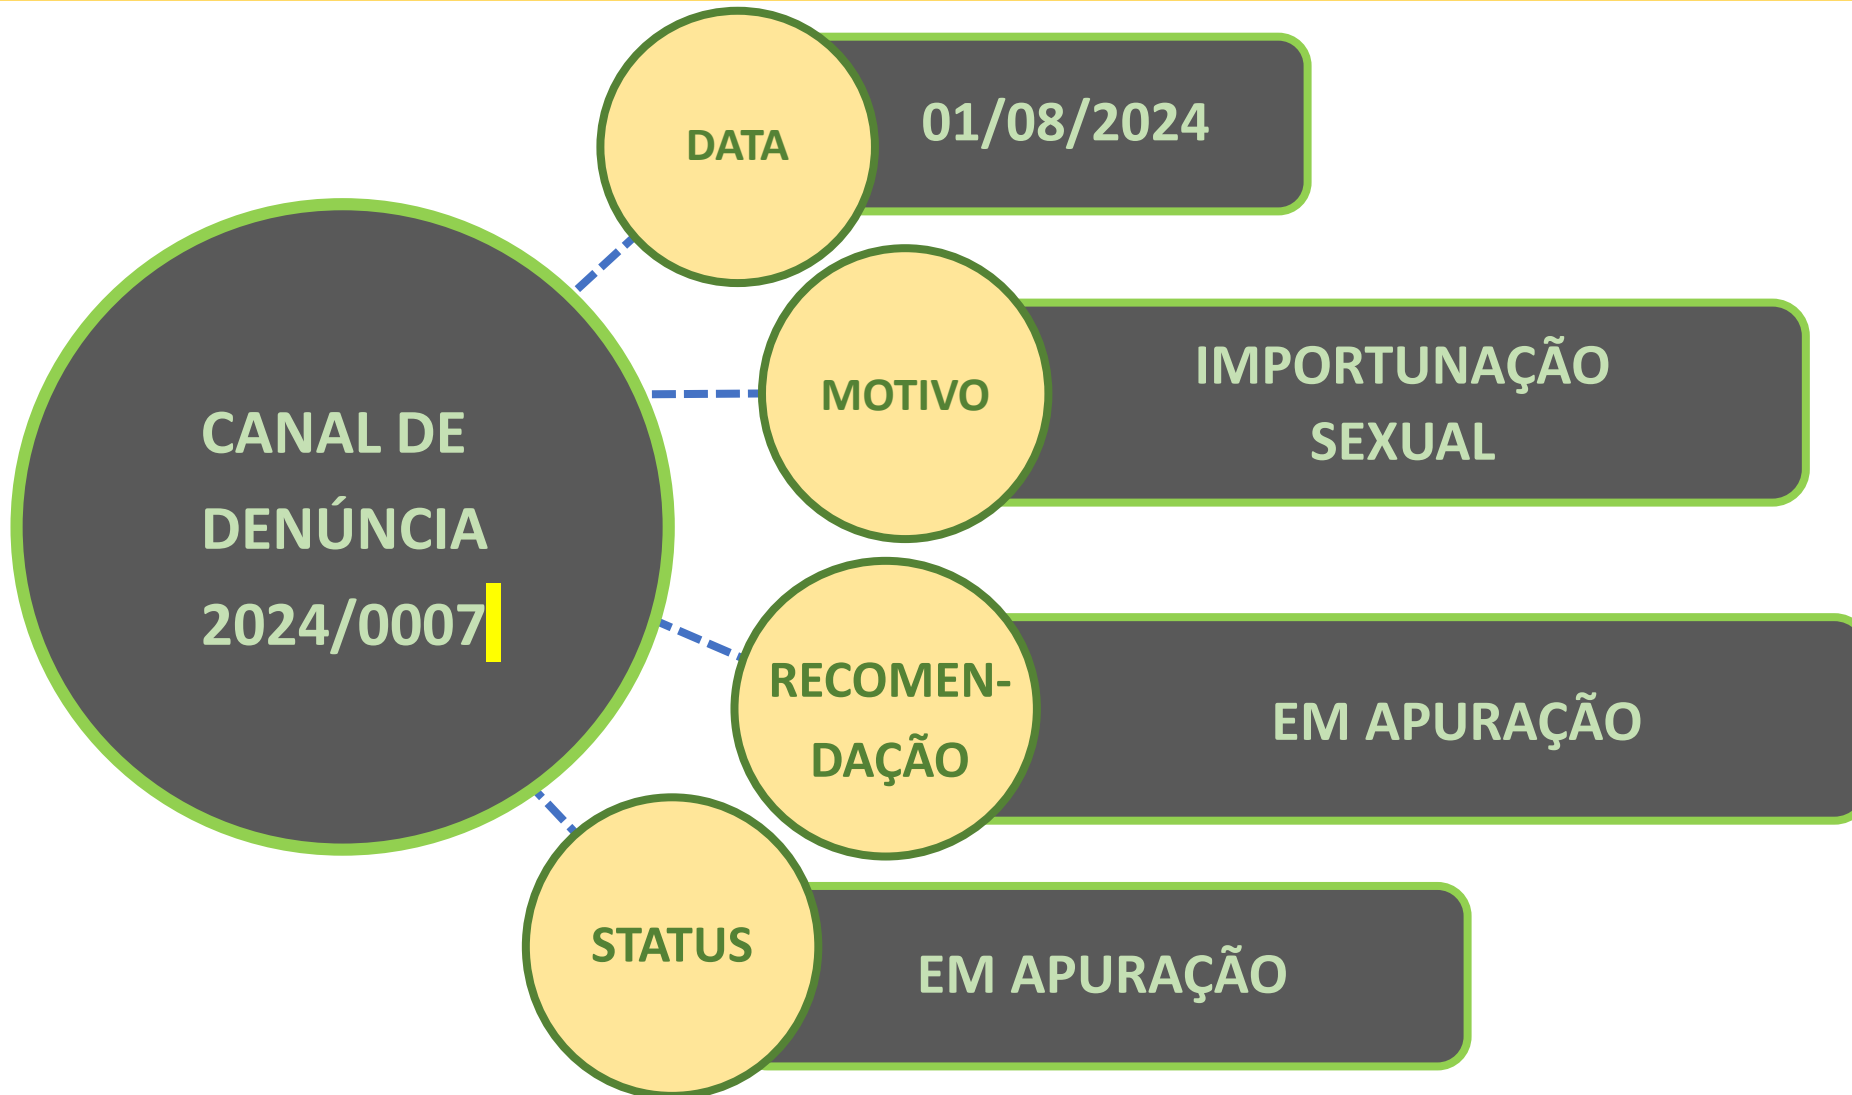 CANAL DE
DENÚNCIA
2024/0007
DATA
01/08/2024
MOTIVO
IMPORTUNAÇÃO
SEXUAL
RECOMEN-
DAÇÃO
EM APURAÇÃO
STATUS
EM APURAÇÃO